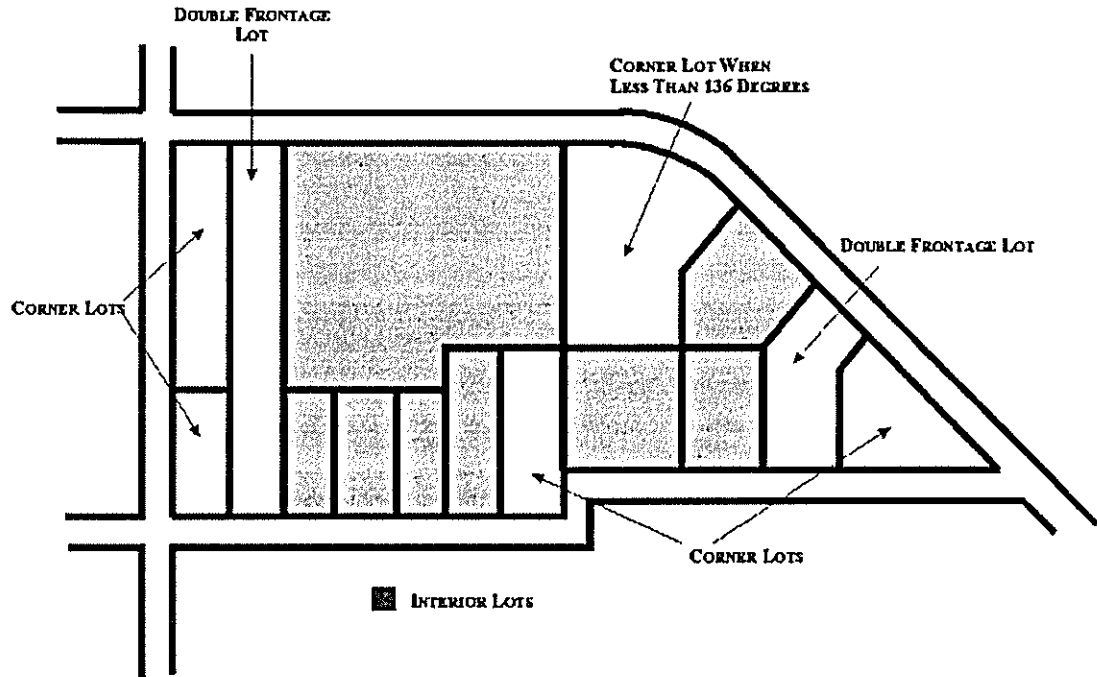 DOUBLE FRONTAGE
LOT
CORNER LOT WHEN
LESS THAN 136 DEGREES
DOUBLE FRONTAGE LOT
CORNER LOTS
CORNER LOTS
INTERIOR LOTS